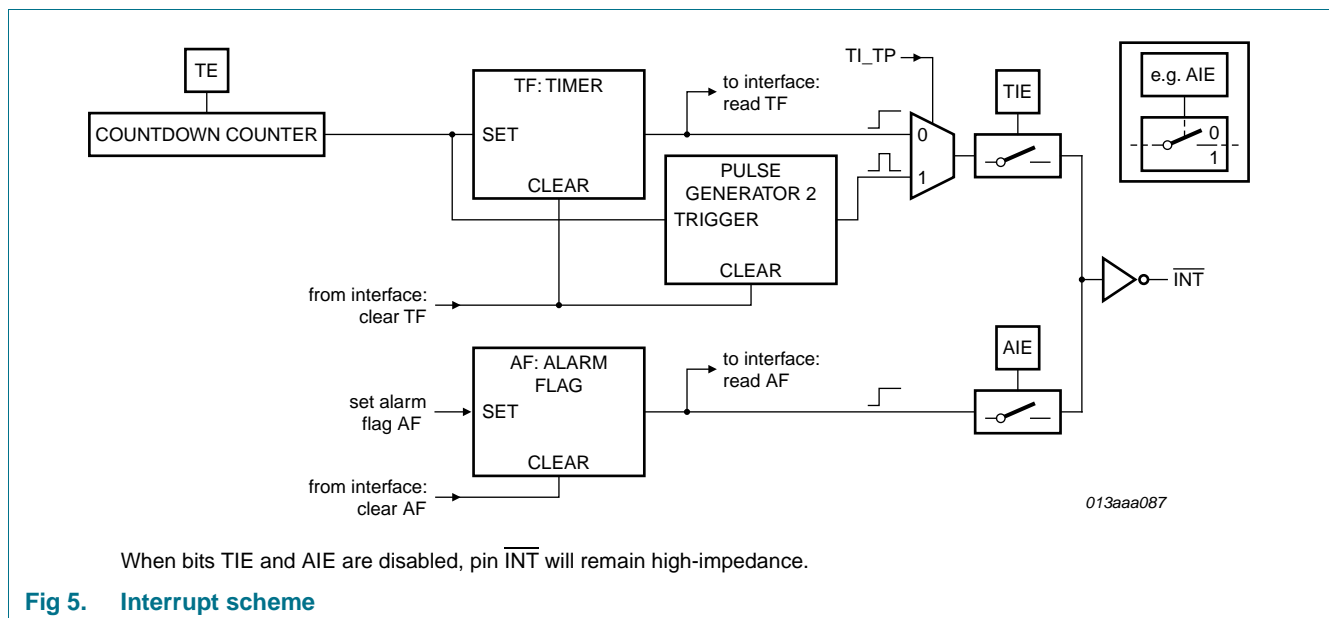 TE
COUNTDOWN COUNTER
TF: TIMER
SET
CLEAR
to interface:
read TF
TI_TP
0
1
TIE
e.g. AIE
0
1
PULSE
GENERATOR 2
TRIGGER
CLEAR
from interface:
clear TF
INT
AF: ALARM
FLAG
SET
CLEAR
to interface:
read AF
AIE
set alarm
flag AF
from interface:
clear AF
013aaa087
When bits TIE and AIE are disabled, pin INT will remain high-impedance.
Fig 5. Interrupt scheme